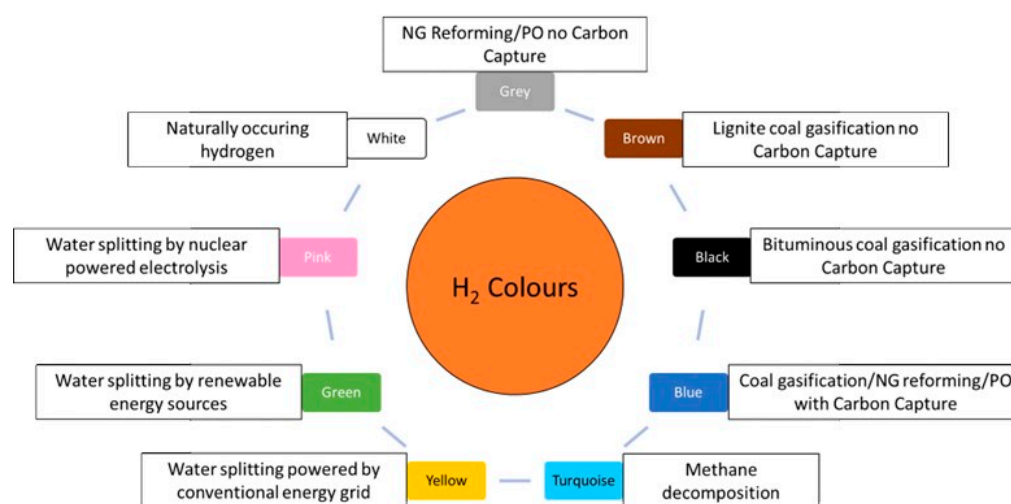 NG Reforming/PO no Carbon
Capture
Grey
Naturally occuring
hydrogen
White
Brown
Lignite coal gasification no
Carbon Capture
Water splitting by nuclear
powered electrolysis
Pink
H₂ Colours
Black
Bituminous coal gasification no
Carbon Capture
Water splitting by renewable
energy sources
Green
Blue
Coal gasification/NG reforming/PO
with Carbon Capture
Water splitting powered by
conventional energy grid
Yellow
Turquoise
Methane
decomposition